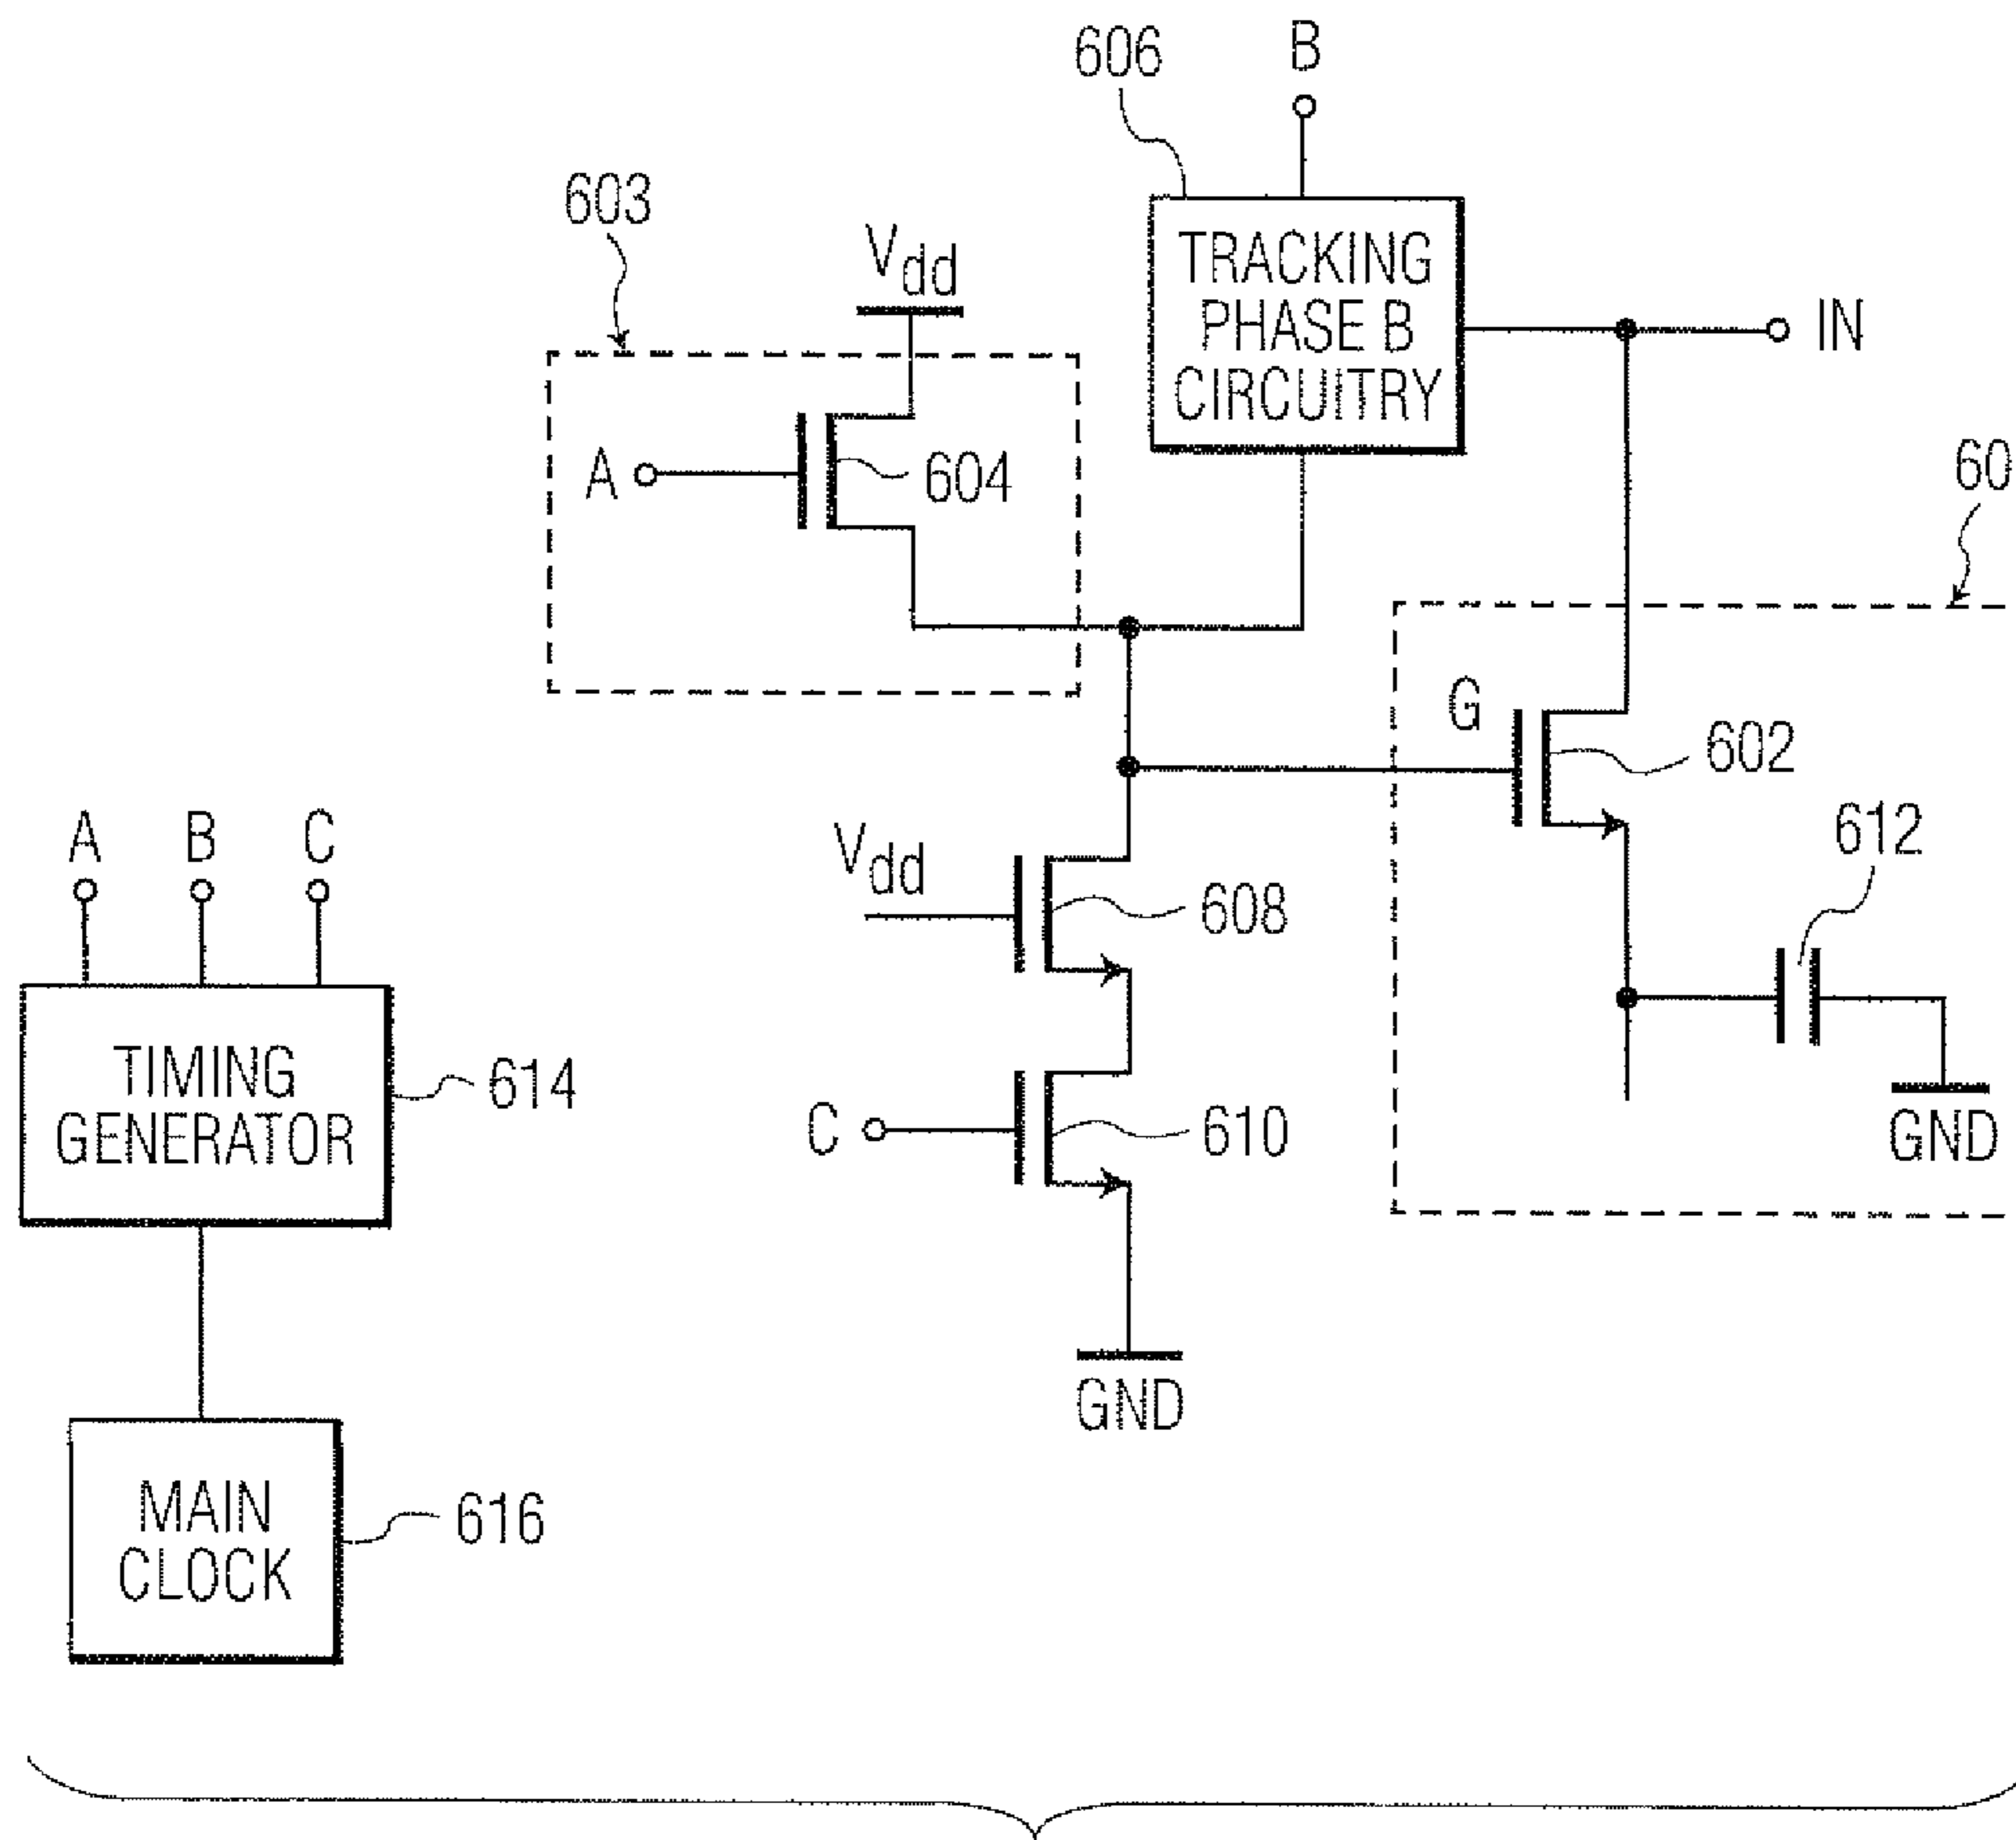 606
B
603
Vdd
TRACKING
PHASE B
CIRCUITRY
IN
A
604
60
G
602
A
B
C
Vdd
608
612
TIMING
GENERATOR
614
C
610
GND
GND
MAIN
CLOCK
616